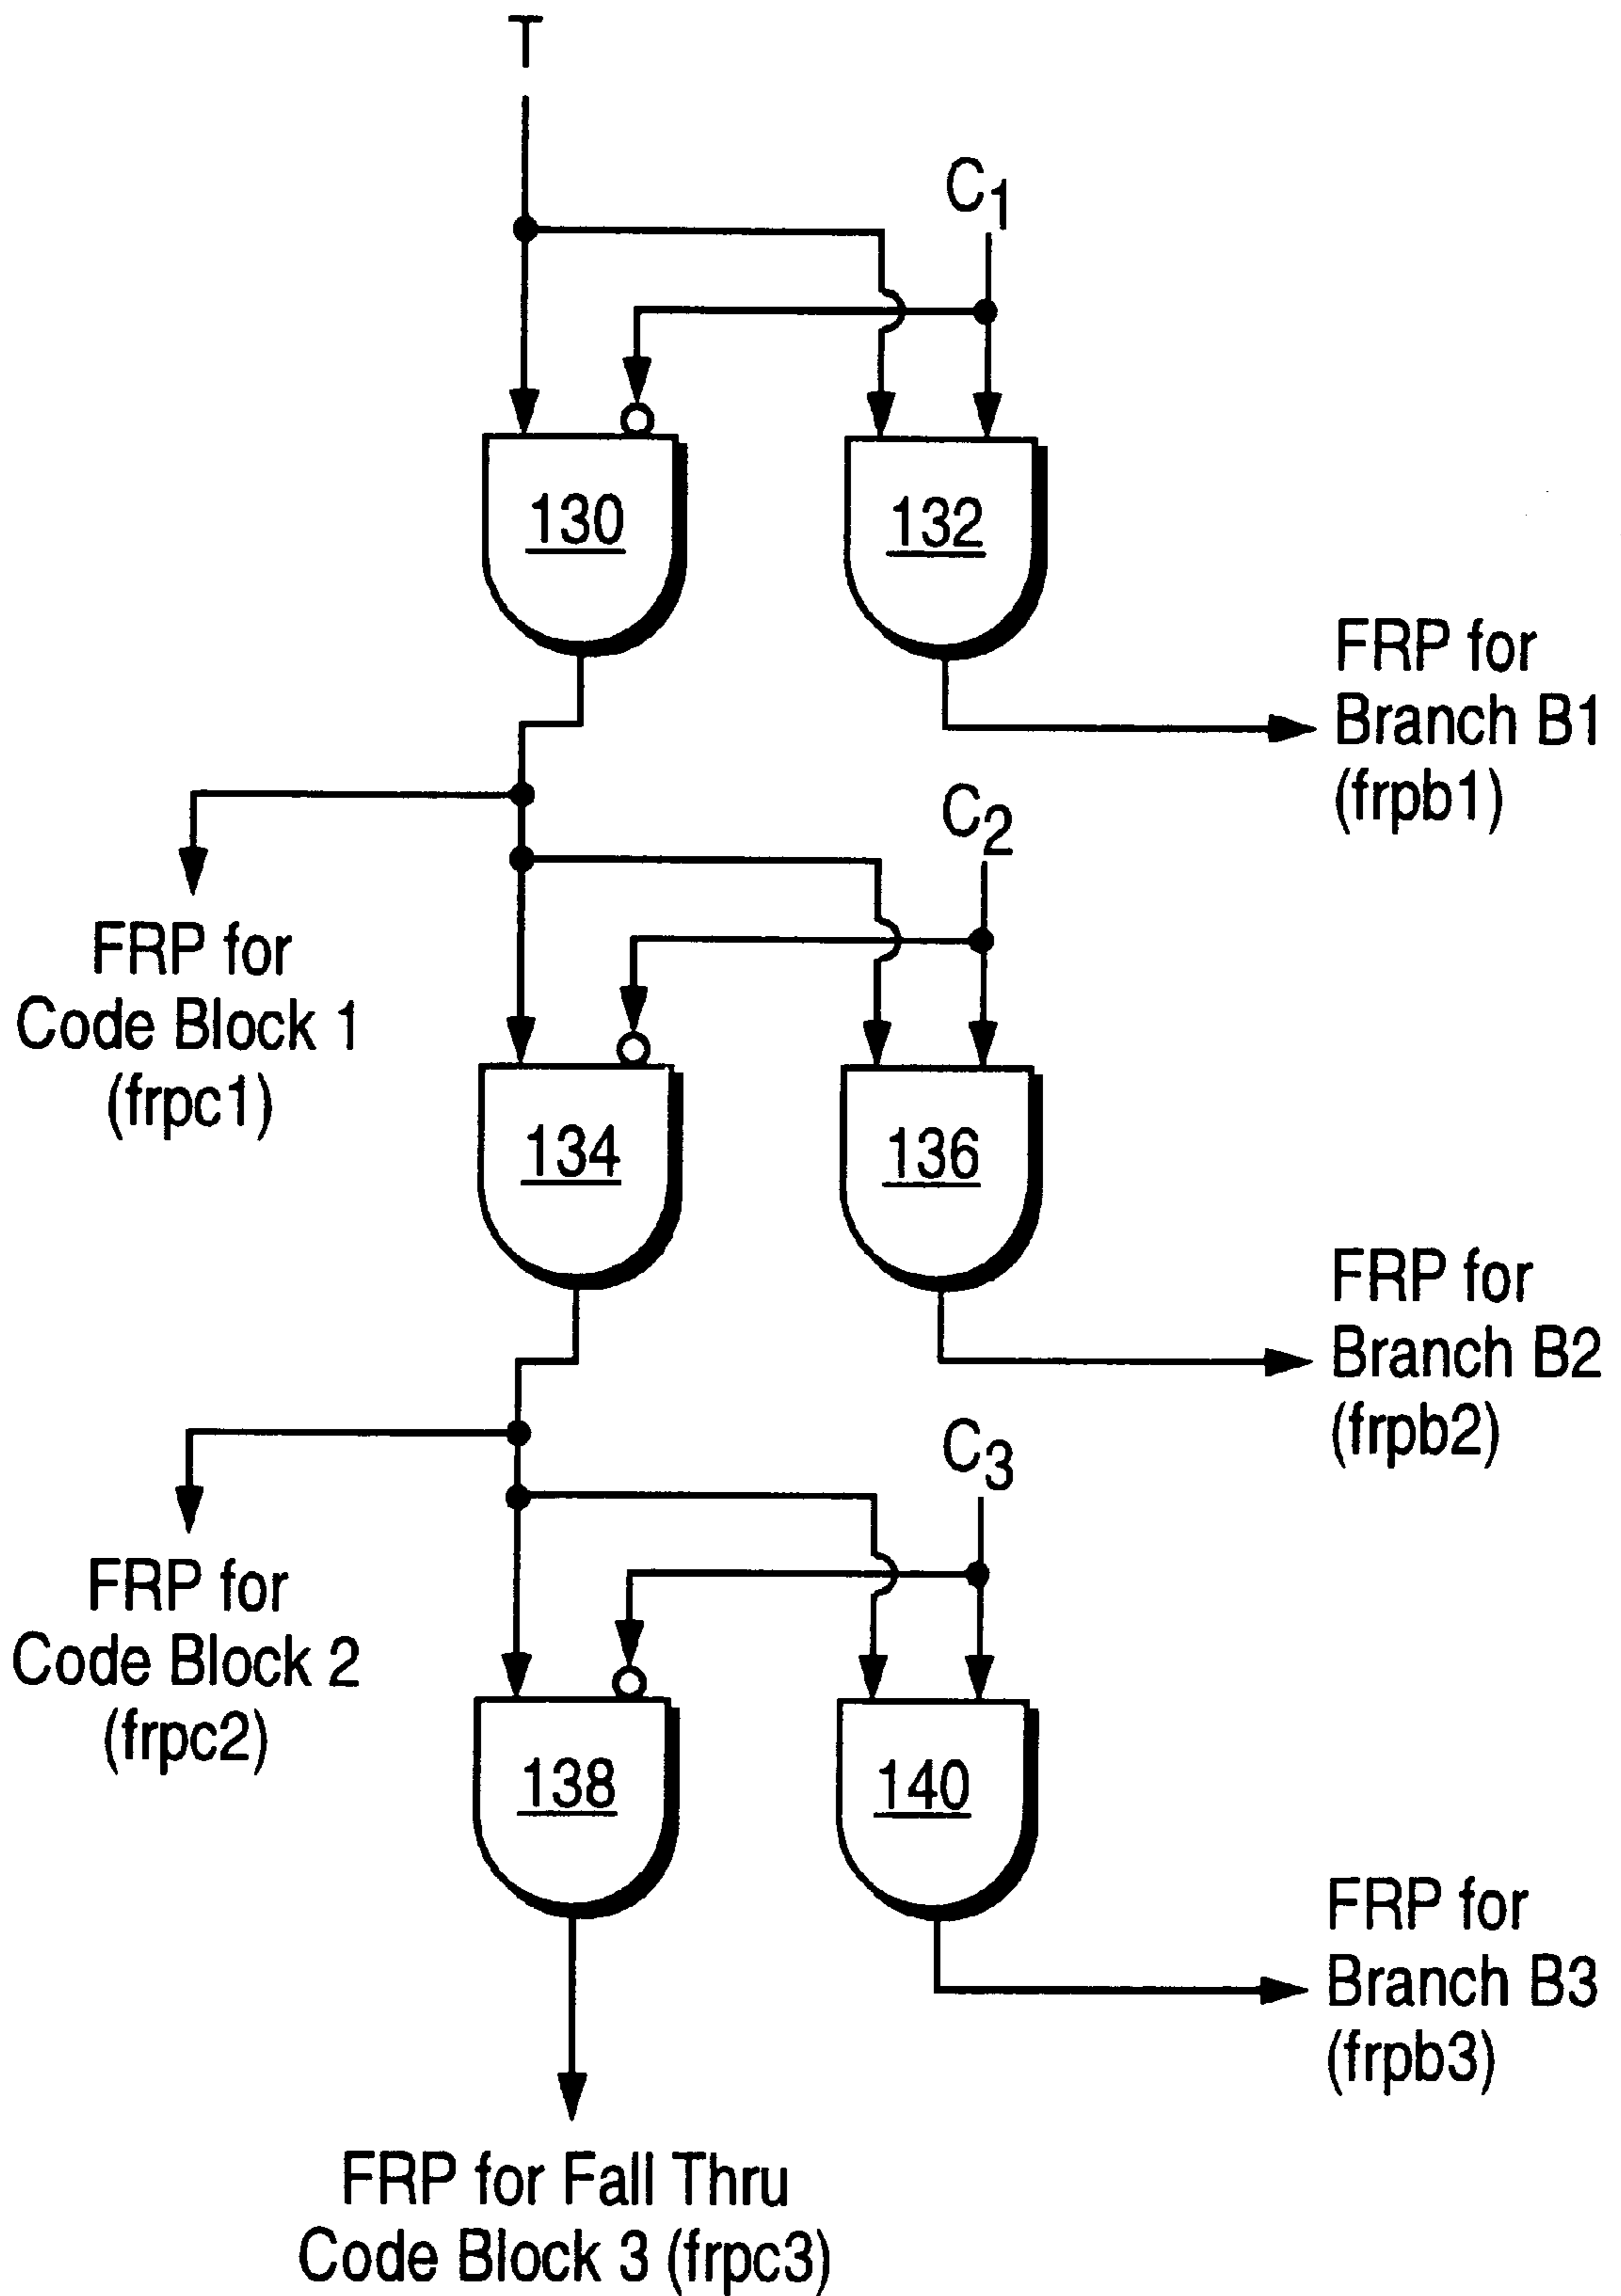 T
C1
130
132
FRP for
Branch B1
(frpb1)
C2
FRP for
Code Block 1
(frpc1)
134
136
FRP for
Branch B2
(frpb2)
C3
FRP for
Code Block 2
(frpc2)
138
140
FRP for
Branch B3
(frpb3)
FRP for Fall Thru
Code Block 3 (frpc3)